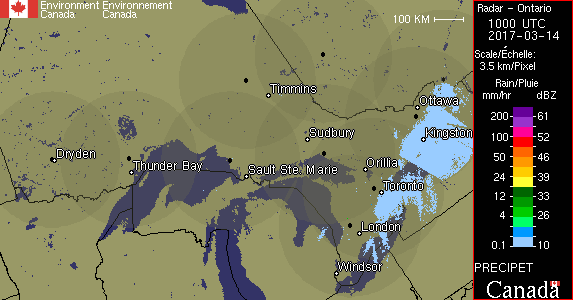 Environment Environnement
Canada Canada
Radar - Ontario
1000 UTC
2017-03-14
100 KM
Scale/Échelle:
3.5 km/Pixel
Rain/Pluie
mm/hr dBZ
200 61
100 52
50 46
24 39
12 33
4 26
0.1 10
Timmins
Ottawa
Sudbury
Kingston
Dryden
Thunder Bay
Sault Ste. Marie
Orillia
Toronto
London
Windsor
PRECIPET
Canada